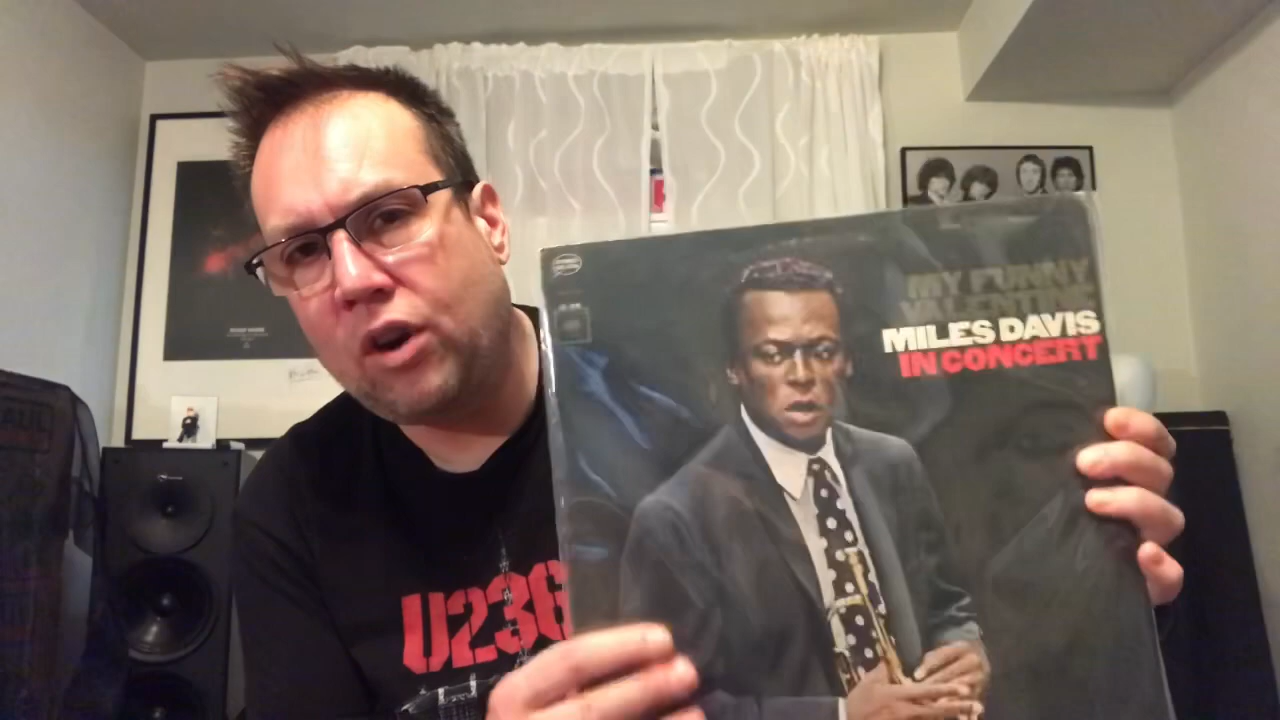 MY FUNNY
VALENTINE
MILES DAVIS
IN CONCERT
U236